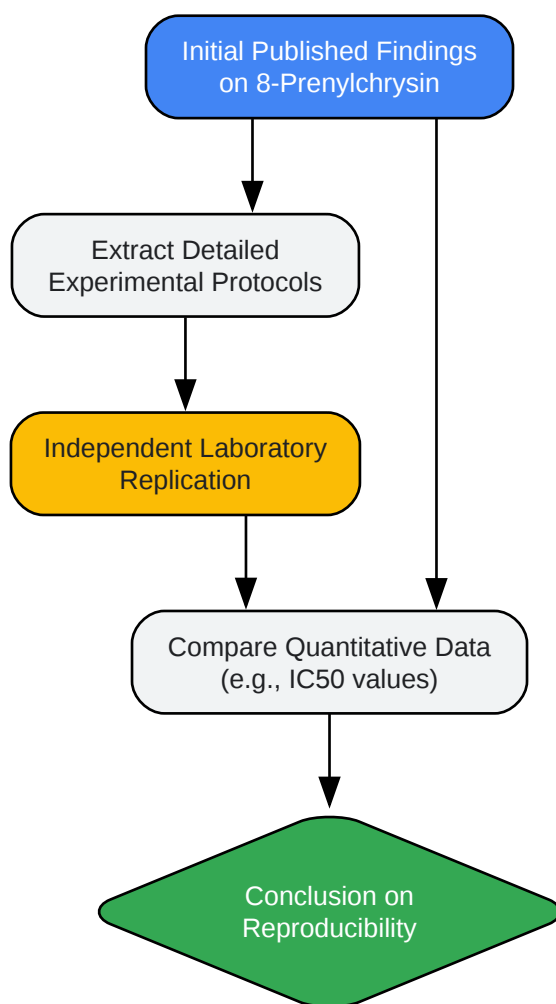 Initial Published Findings
on 8-Prenylchrysin
Extract Detailed
Experimental Protocols
Independent Laboratory
Replication
Compare Quantitative Data
(e.g., IC50 values)
Conclusion on
Reproducibility